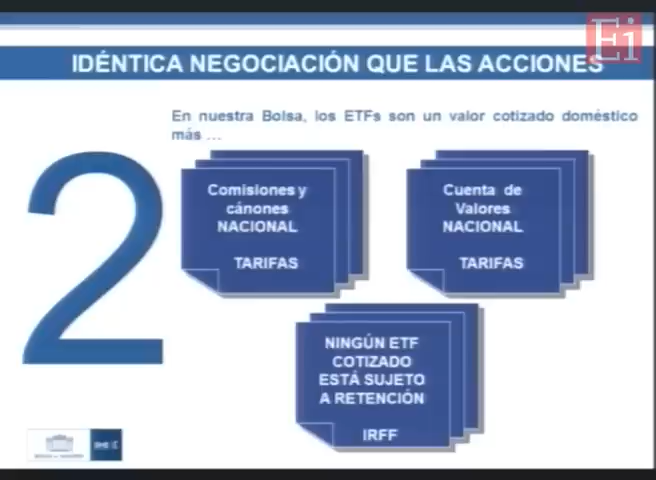 Ei
IDÉNTICA NEGOCIACIÓN QUE LAS ACCIONES
En nuestra Bolsa, los ETFs son un valor cotizado doméstico
más ...
2
Comisiones y
cánones
NACIONAL
TARIFAS
Cuenta de
Valores
NACIONAL
TARIFAS
NINGÚN ETF
COTIZADO
ESTÁ SUJETO
A RETENCIÓN
IRFF